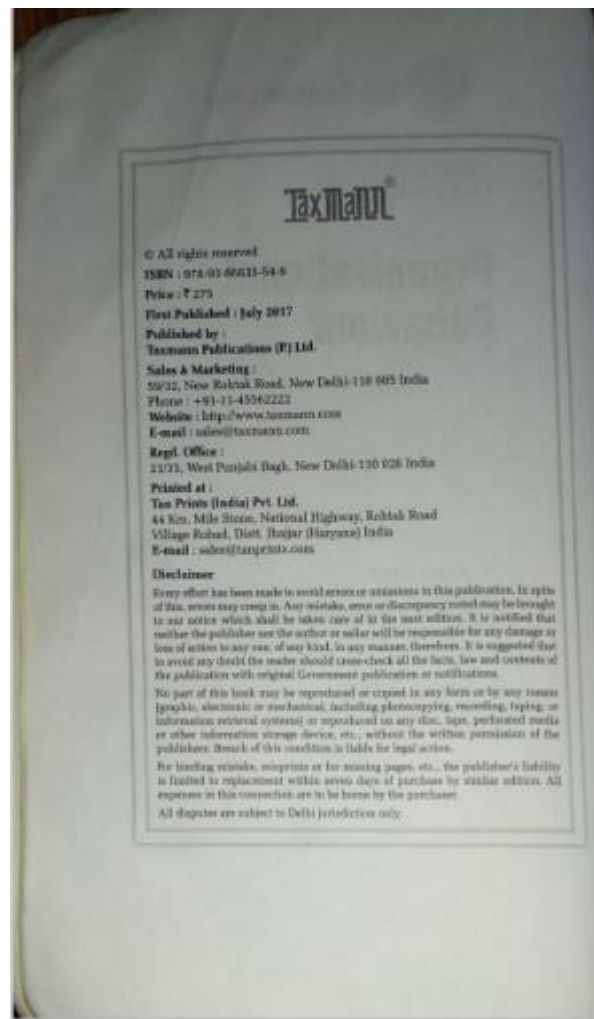 Taxmann®
© All rights reserved
ISBN : 978-93-86635-54-9
Price : ₹ 275
First Published : July 2017
Published by :
Taxmann Publications (P.) Ltd.
Sales & Marketing :
59/32, New Rohtak Road, New Delhi-110 005 India
Phone : +91-11-45562222
Website : http://www.taxmann.com
E-mail : sales@taxmann.com
Regd. Office :
21/35, West Punjabi Bagh, New Delhi-110 026 India
Printed at :
Tan Prints (India) Pvt. Ltd.
44 Km. Mile Stone, National Highway, Rohtak Road
Village Rohad, Distt. Jhajjar (Haryana) India
E-mail : sales@tanprints.com
Disclaimer
Every effort has been made to avoid errors or omissions in this publication. In spite
of this, errors may creep in. Any mistake, error or discrepancy noted may be brought
to our notice which shall be taken care of in the next edition. It is notified that
neither the publisher nor the author or seller will be responsible for any damage or
loss of action to any one, of any kind, in any manner, therefrom. It is suggested that
to avoid any doubt the reader should cross-check all the facts, law and contents of
the publication with original Government publication or notifications.
No part of this book may be reproduced or copied in any form or by any means
[graphic, electronic or mechanical, including photocopying, recording, taping, or
information retrieval systems] or reproduced on any disc, tape, perforated media
or other information storage device, etc., without the written permission of the
publishers. Breach of this condition is liable for legal action.
For binding mistake, misprints or for missing pages, etc., the publisher's liability
is limited to replacement within seven days of purchase by similar edition. All
expenses in this connection are to be borne by the purchaser.
All disputes are subject to Delhi jurisdiction only.